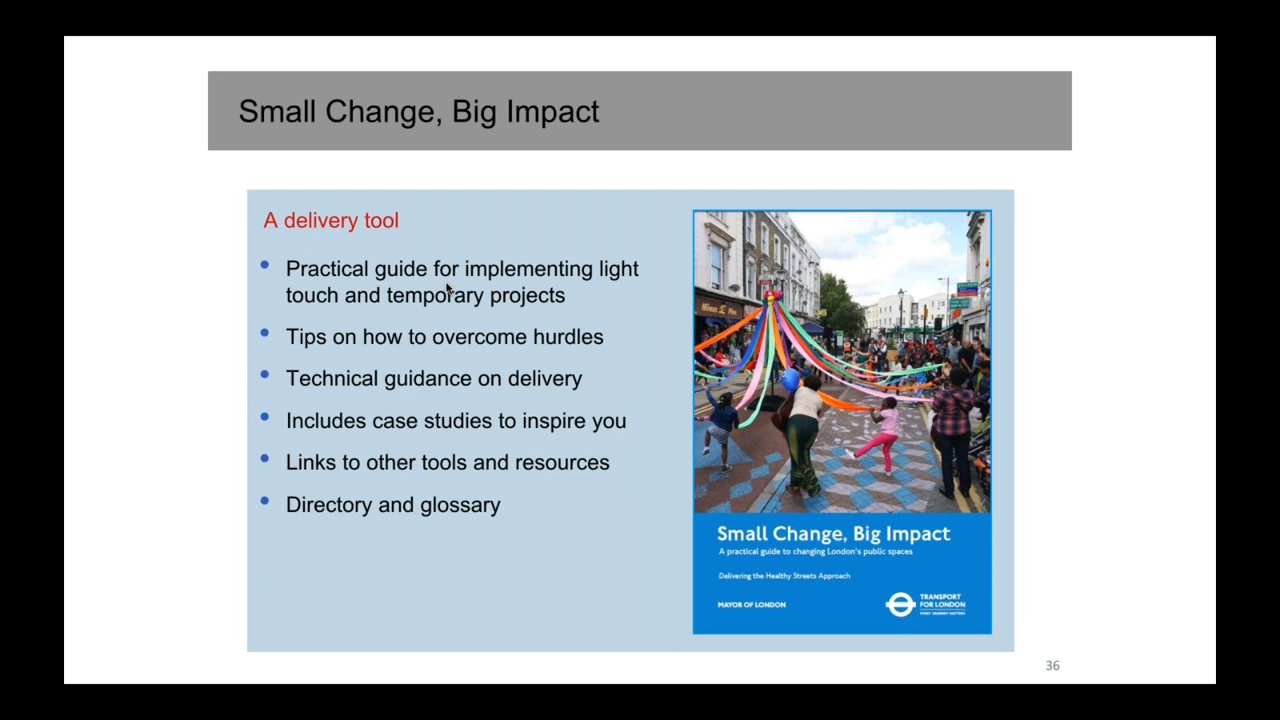 Small Change, Big Impact
A delivery tool
Practical guide for implementing light
touch and temporary projects
Tips on how to overcome hurdles
Technical guidance on delivery
Includes case studies to inspire you
Links to other tools and resources
Directory and glossary
Small Change, Big Impact
A practical guide to changing London's public spaces
Delivering the Healthy Streets Approach
MAYOR OF LONDON
TRANSPORT
FOR LONDON
EVERY JOURNEY MATTERS
36